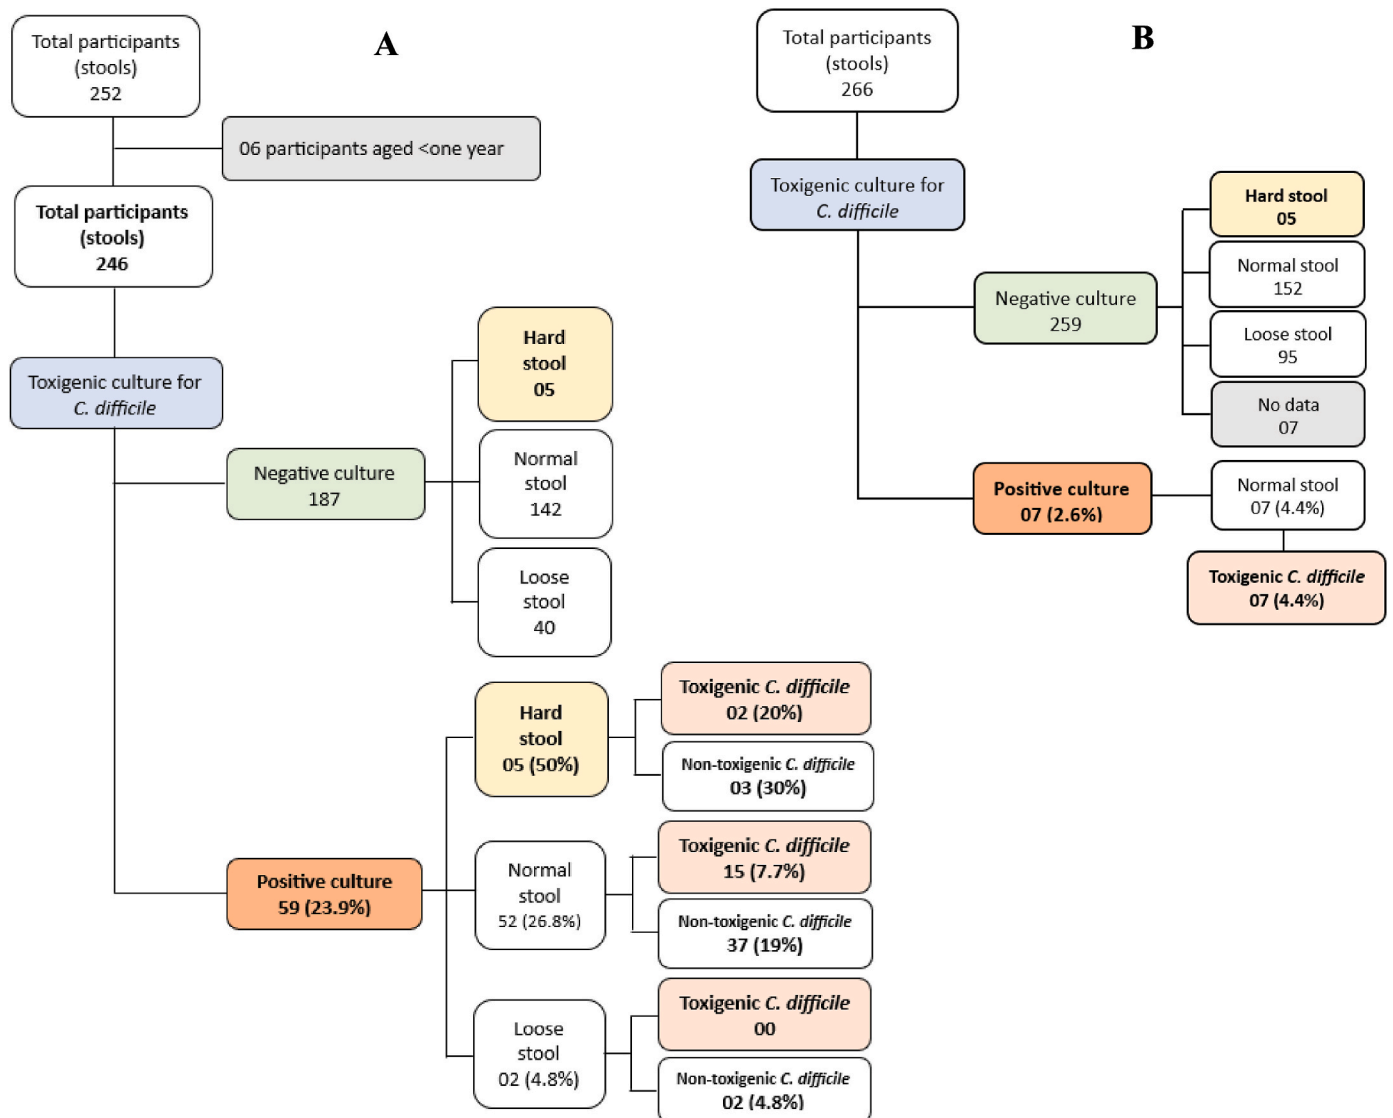 A
Total participants
(stools)
252
06 participants aged <one year
Total participants
(stools)
246
Toxigenic culture for
C. difficile
Negative culture
187
Hard
stool
05
Normal
stool
142
Loose
stool
40
Positive culture
59 (23.9%)
Hard
stool
05 (50%)
Toxigenic C. difficile
02 (20%)
Non-toxigenic C. difficile
03 (30%)
Normal
stool
52 (26.8%)
Toxigenic C. difficile
15 (7.7%)
Non-toxigenic C. difficile
37 (19%)
Loose
stool
02 (4.8%)
Toxigenic C. difficile
00
Non-toxigenic C. difficile
02 (4.8%)
B
Total participants
(stools)
266
Toxigenic culture for
C. difficile
Negative culture
259
Hard stool
05
Normal stool
152
Loose stool
95
No data
07
Positive culture
07 (2.6%)
Normal stool
07 (4.4%)
Toxigenic C. difficile
07 (4.4%)